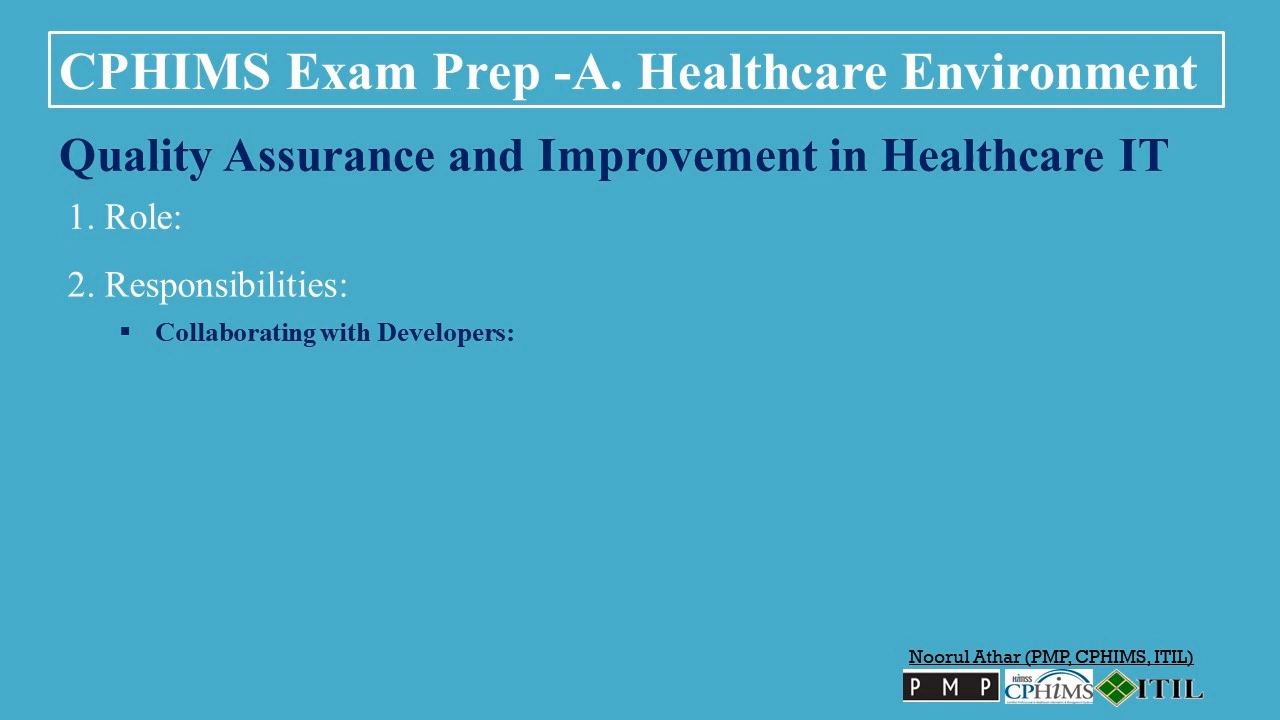 CPHIMS Exam Prep -A. Healthcare Environment
Quality Assurance and Improvement in Healthcare IT
1. Role:
2. Responsibilities:
▪ Collaborating with Developers:
Noorul Athar (PMP, CPHIMS, ITIL)
PMP
HIMSS
CPHiMS
ITIL